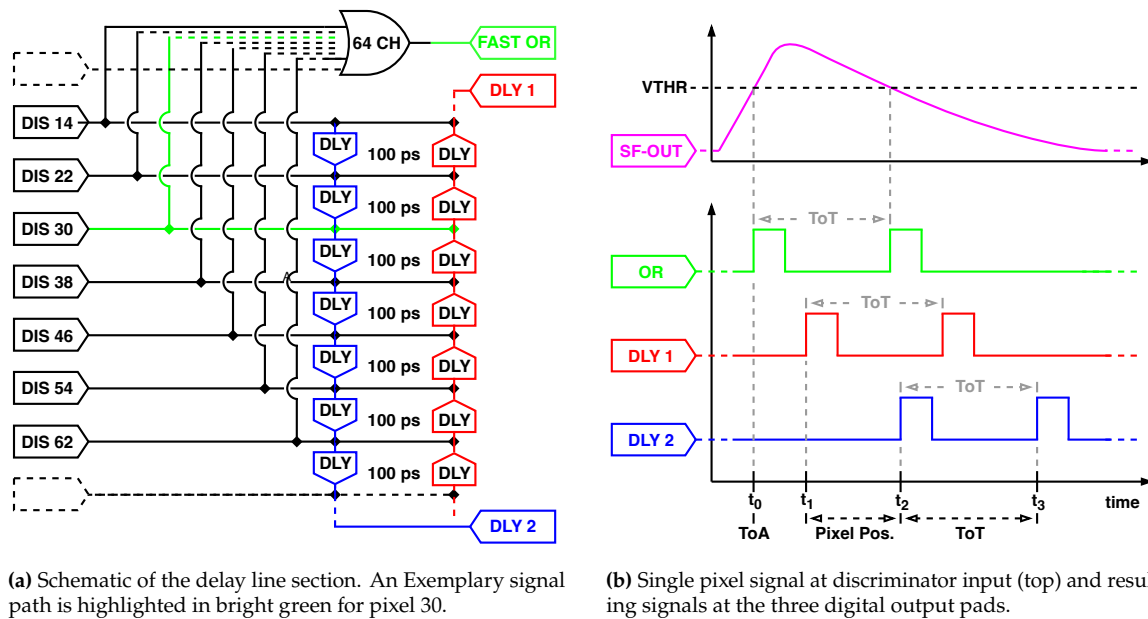 64 CH
FAST OR
DLY 1
DIS 14
DLY
100 ps
DLY
DIS 22
DLY
100 ps
DLY
DIS 30
DLY
100 ps
DLY
DIS 38
A
DLY
100 ps
DLY
DIS 46
DLY
100 ps
DLY
DIS 54
DLY
100 ps
DLY
DIS 62
DLY
100 ps
DLY
DLY 2
(a) Schematic of the delay line section. An Exemplary signal
path is highlighted in bright green for pixel 30.
VTHR
SF-OUT
ToT
OR
ToT
DLY 1
ToT
DLY 2
t0 t1 t2 t3 time
ToA Pixel Pos. ToT
(b) Single pixel signal at discriminator input (top) and resul
ing signals at the three digital output pads.